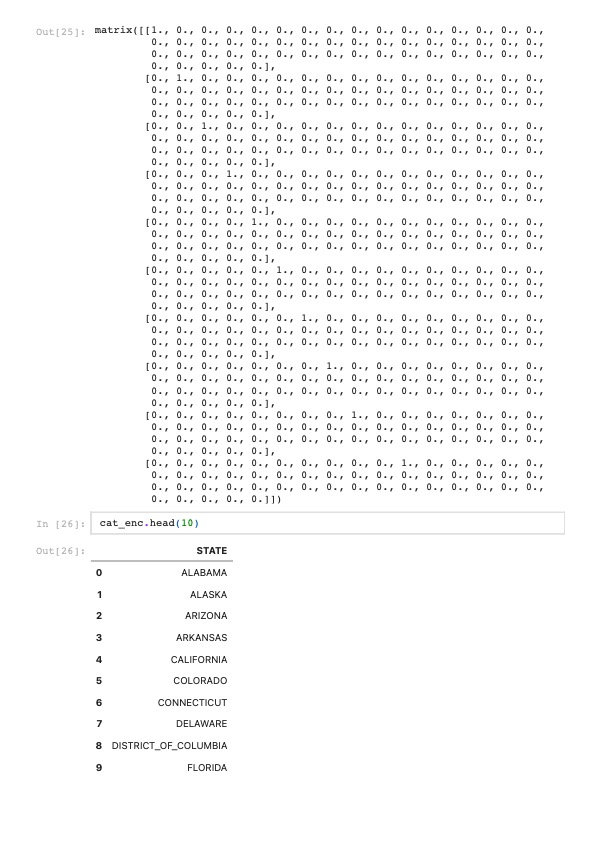 Out[25]: matrix([[1., 0., 0., 0., 0., 0., 0., 0., 0., 0., 0., 0., 0., 0., 0., 0.,
0., 0., 0., 0., 0., 0., 0., 0., 0., 0., 0., 0., 0., 0., 0., 0.,
0., 0., 0., 0., 0., 0., 0., 0., 0., 0., 0., 0., 0., 0., 0., 0.,
0., 0., 0., 0., 0.],
[0., 1., 0., 0., 0., 0., 0., 0., 0., 0., 0., 0., 0., 0., 0., 0.,
0., 0., 0., 0., 0., 0., 0., 0., 0., 0., 0., 0., 0., 0., 0., 0.,
0., 0., 0., 0., 0., 0., 0., 0., 0., 0., 0., 0., 0., 0., 0., 0.,
0., 0., 0., 0., 0.],
[0., 0., 1., 0., 0., 0., 0., 0., 0., 0., 0., 0., 0., 0., 0., 0.,
0., 0., 0., 0., 0., 0., 0., 0., 0., 0., 0., 0., 0., 0., 0., 0.,
0., 0., 0., 0., 0., 0., 0., 0., 0., 0., 0., 0., 0., 0., 0., 0.,
0., 0., 0., 0., 0.],
[0., 0., 0., 1., 0., 0., 0., 0., 0., 0., 0., 0., 0., 0., 0., 0.,
0., 0., 0., 0., 0., 0., 0., 0., 0., 0., 0., 0., 0., 0., 0., 0.,
0., 0., 0., 0., 0., 0., 0., 0., 0., 0., 0., 0., 0., 0., 0., 0.,
0., 0., 0., 0., 0.],
[0., 0., 0., 0., 1., 0., 0., 0., 0., 0., 0., 0., 0., 0., 0., 0.,
0., 0., 0., 0., 0., 0., 0., 0., 0., 0., 0., 0., 0., 0., 0., 0.,
0., 0., 0., 0., 0., 0., 0., 0., 0., 0., 0., 0., 0., 0., 0., 0.,
0., 0., 0., 0., 0.],
[0., 0., 0., 0., 0., 1., 0., 0., 0., 0., 0., 0., 0., 0., 0., 0.,
0., 0., 0., 0., 0., 0., 0., 0., 0., 0., 0., 0., 0., 0., 0., 0.,
0., 0., 0., 0., 0., 0., 0., 0., 0., 0., 0., 0., 0., 0., 0., 0.,
0., 0., 0., 0., 0.],
[0., 0., 0., 0., 0., 0., 1., 0., 0., 0., 0., 0., 0., 0., 0., 0.,
0., 0., 0., 0., 0., 0., 0., 0., 0., 0., 0., 0., 0., 0., 0., 0.,
0., 0., 0., 0., 0., 0., 0., 0., 0., 0., 0., 0., 0., 0., 0., 0.,
0., 0., 0., 0., 0.],
[0., 0., 0., 0., 0., 0., 0., 1., 0., 0., 0., 0., 0., 0., 0., 0.,
0., 0., 0., 0., 0., 0., 0., 0., 0., 0., 0., 0., 0., 0., 0., 0.,
0., 0., 0., 0., 0., 0., 0., 0., 0., 0., 0., 0., 0., 0., 0., 0.,
0., 0., 0., 0., 0.],
[0., 0., 0., 0., 0., 0., 0., 0., 1., 0., 0., 0., 0., 0., 0., 0.,
0., 0., 0., 0., 0., 0., 0., 0., 0., 0., 0., 0., 0., 0., 0., 0.,
0., 0., 0., 0., 0., 0., 0., 0., 0., 0., 0., 0., 0., 0., 0., 0.,
0., 0., 0., 0., 0.],
[0., 0., 0., 0., 0., 0., 0., 0., 0., 0., 1., 0., 0., 0., 0., 0.,
0., 0., 0., 0., 0., 0., 0., 0., 0., 0., 0., 0., 0., 0., 0., 0.,
0., 0., 0., 0., 0., 0., 0., 0., 0., 0., 0., 0., 0., 0., 0., 0.,
0., 0., 0., 0., 0.]])
In [26]: cat_enc.head(10)
Out[26]: STATE
0 ALABAMA
1 ALASKA
2 ARIZONA
3 ARKANSAS
4 CALIFORNIA
5 COLORADO
6 CONNECTICUT
7 DELAWARE
8 DISTRICT_OF_COLUMBIA
9 FLORIDA